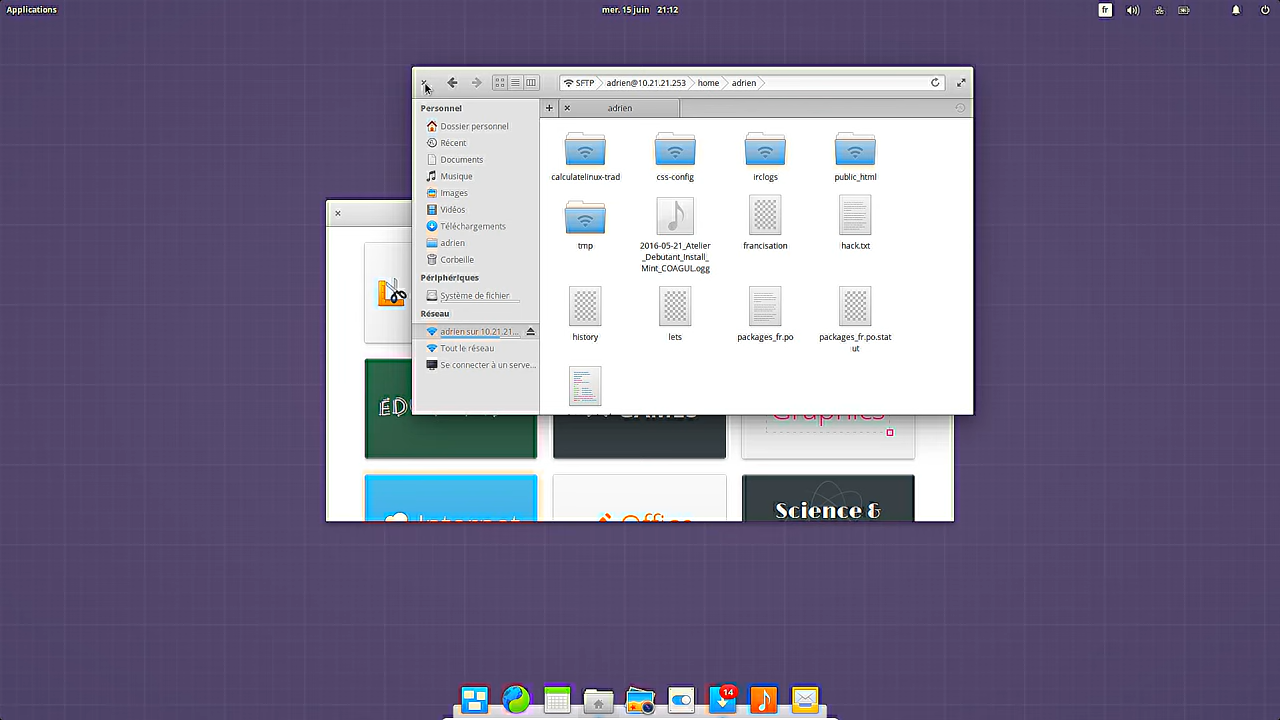 Applications
mer. 15 juin 21:12
fr
SFTP adrien@10.21.21.253 home adrien
adrien
Personnel
Dossier personnel
Récent
Documents
Musique
Images
Vidéos
Téléchargements
adrien
Corbeille
Périphériques
Système de fichier
Réseau
adrien sur 10.21.21...
Tout le réseau
Se connecter à un serve...
calculatelinux-trad
css-config
irclogs
public_html
tmp
2016-05-21_Atelier
_Debutant_Install_
Mint_COAGUL.ogg
francisation
hack.txt
history
lets
packages_fr.po
packages_fr.po.stat
ut
Graphics
Internet
Office
Science &
14